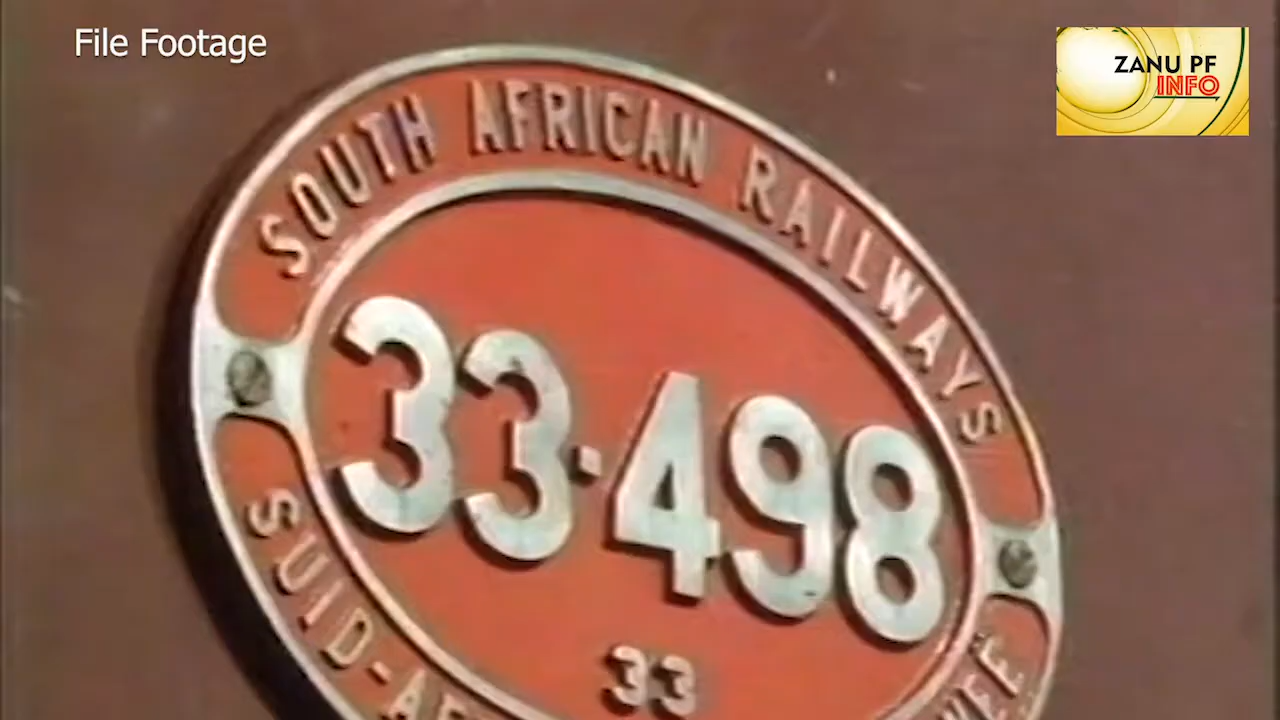 File Footage
ZANU PF
INFO
SOUTH AFRICAN RAILWAYS
33·498
33